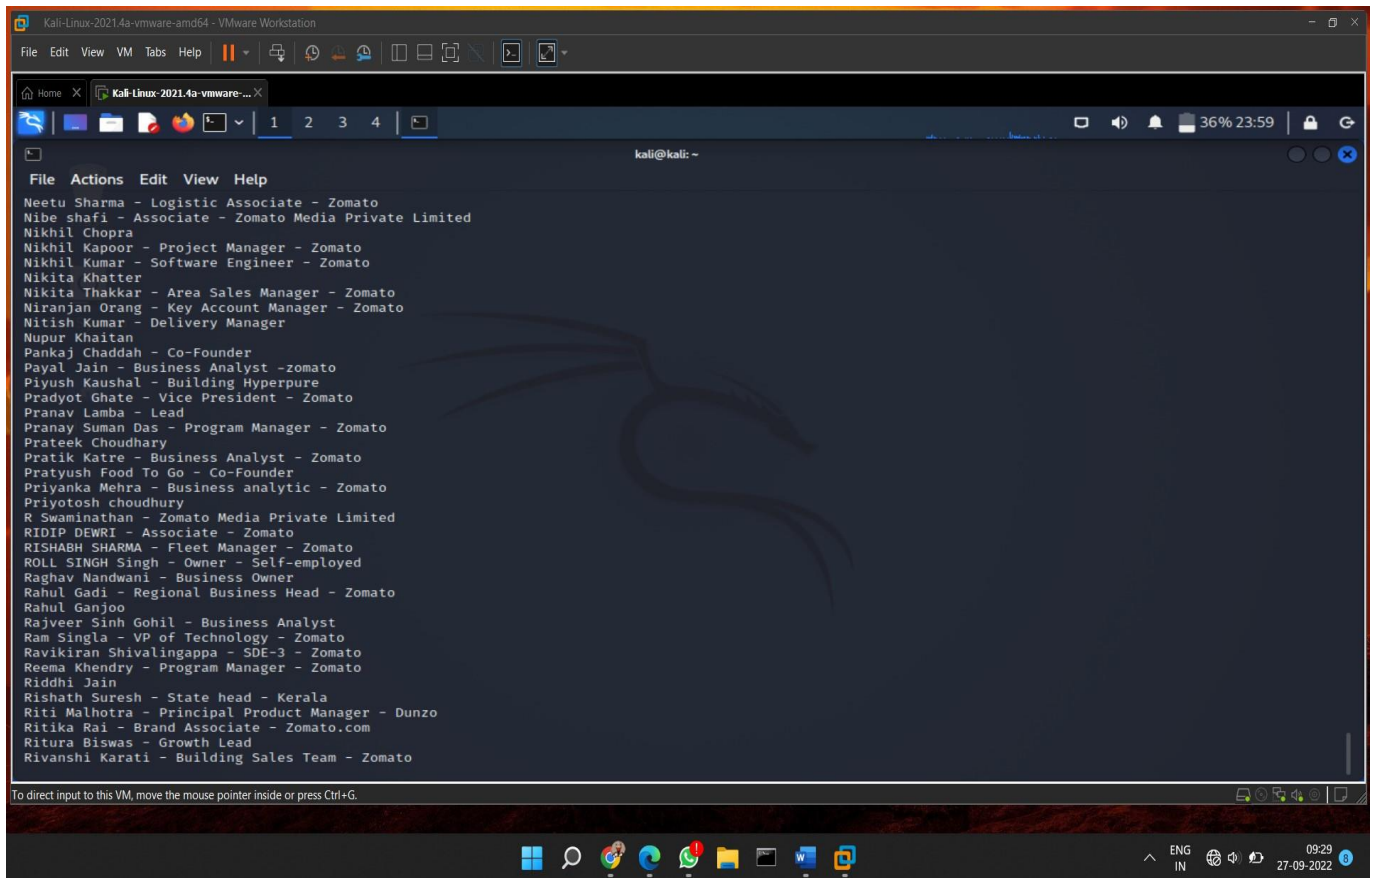 Kali-Linux-2021.4a-vmware-amd64 - VMware Workstation
File Edit View VM Tabs Help
Home Kali-Linux-2021.4a-vmware-...
1 2 3 4 36% 23:59
kali@kali: ~
File Actions Edit View Help
Neetu Sharma - Logistic Associate - Zomato
Nibe shafi - Associate - Zomato Media Private Limited
Nikhil Chopra
Nikhil Kapoor - Project Manager - Zomato
Nikhil Kumar - Software Engineer - Zomato
Nikita Khatter
Nikita Thakkar - Area Sales Manager - Zomato
Niranjan Orang - Key Account Manager - Zomato
Nitish Kumar - Delivery Manager
Nupur Khaitan
Pankaj Chaddah - Co-Founder
Payal Jain - Business Analyst -zomato
Piyush Kaushal - Building Hyperpure
Pradyot Ghate - Vice President - Zomato
Pranav Lamba - Lead
Pranay Suman Das - Program Manager - Zomato
Prateek Choudhary
Pratik Katre - Business Analyst - Zomato
Pratyush Food To Go - Co-Founder
Priyanka Mehra - Business analytic - Zomato
Priyotosh choudhury
R Swaminathan - Zomato Media Private Limited
RIDIP DEWRI - Associate - Zomato
RISHABH SHARMA - Fleet Manager - Zomato
ROLL SINGH Singh - Owner - Self-employed
Raghav Nandwani - Business Owner
Rahul Gadi - Regional Business Head - Zomato
Rahul Ganjoo
Rajveer Sinh Gohil - Business Analyst
Ram Singla - VP of Technology - Zomato
Ravikiran Shivalingappa - SDE-3 - Zomato
Reema Khendry - Program Manager - Zomato
Riddhi Jain
Rishath Suresh - State head - Kerala
Riti Malhotra - Principal Product Manager - Dunzo
Ritika Rai - Brand Associate - Zomato.com
Ritura Biswas - Growth Lead
Rivanshi Karati - Building Sales Team - Zomato
To direct input to this VM, move the mouse pointer inside or press Ctrl+G.
ENG 09:29
IN 27-09-2022 8